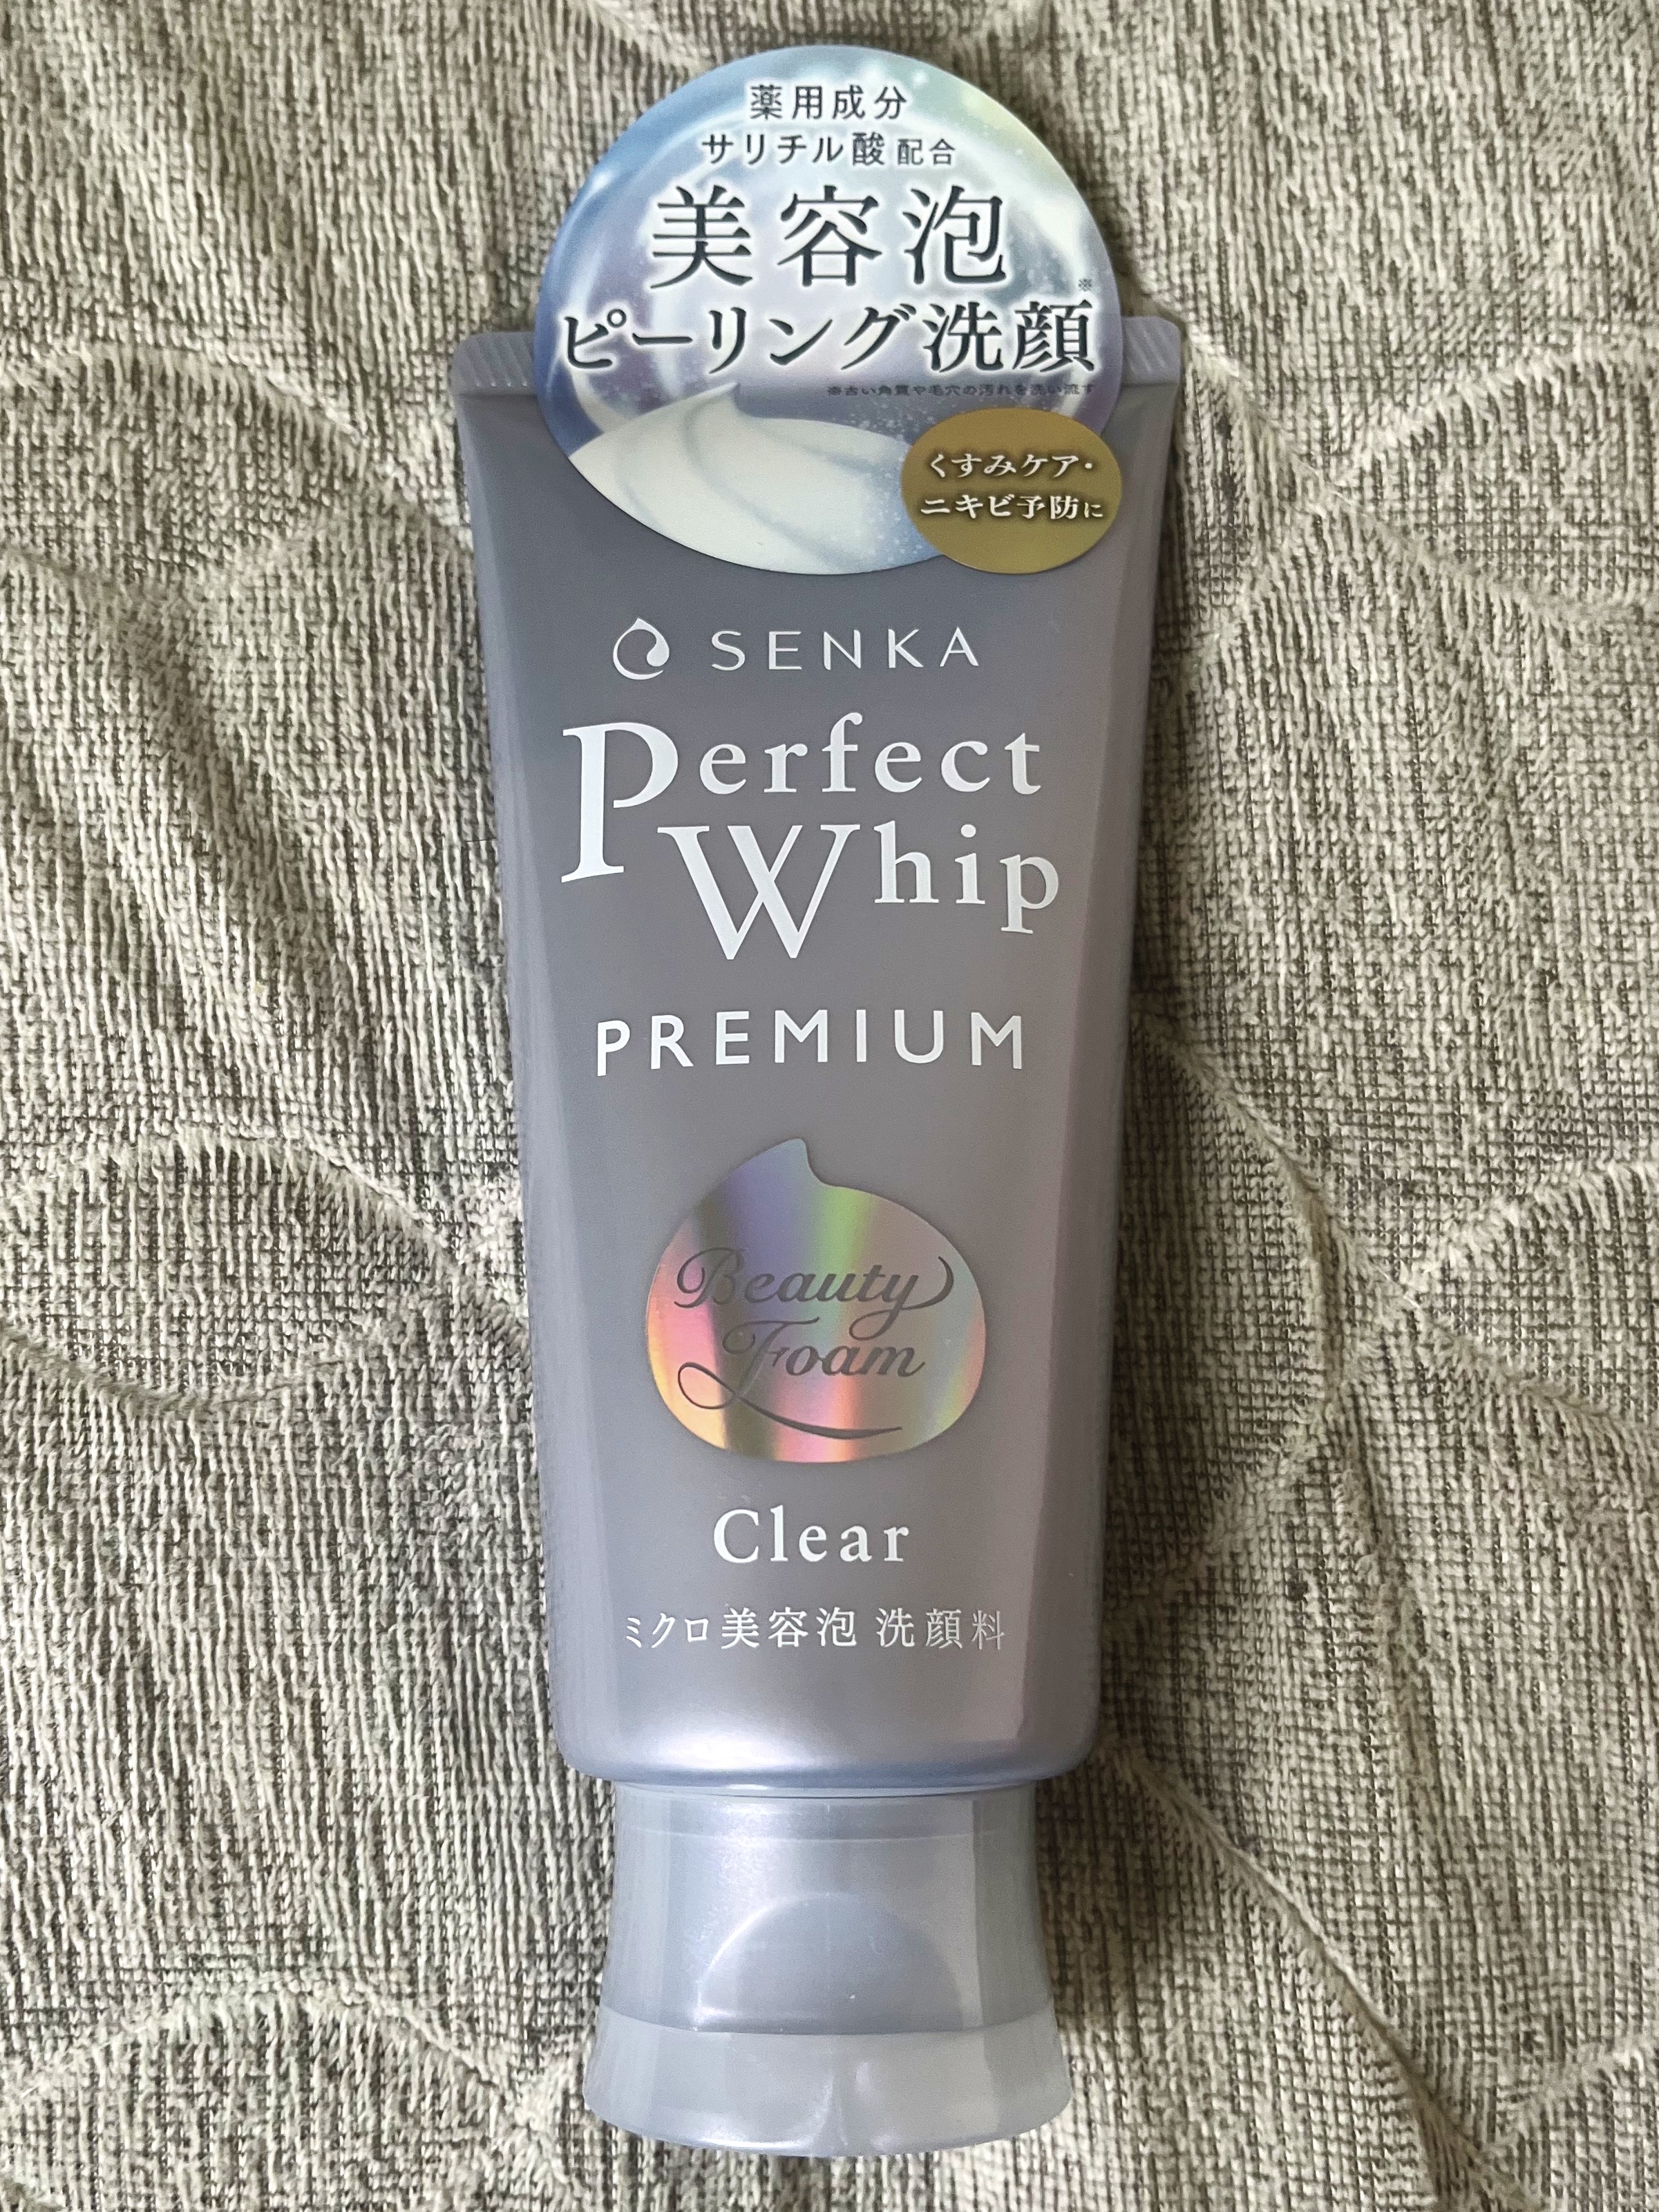 薬用成分
サリチル酸 配合
美容泡
ピーリング洗顔※
※古い角質や毛穴の汚れを洗い流す
くすみケア・
ニキビ予防に
SENKA
Perfect
Whip
PREMIUM
Beauty
Foam
Clear
ミクロ美容泡 洗顔料